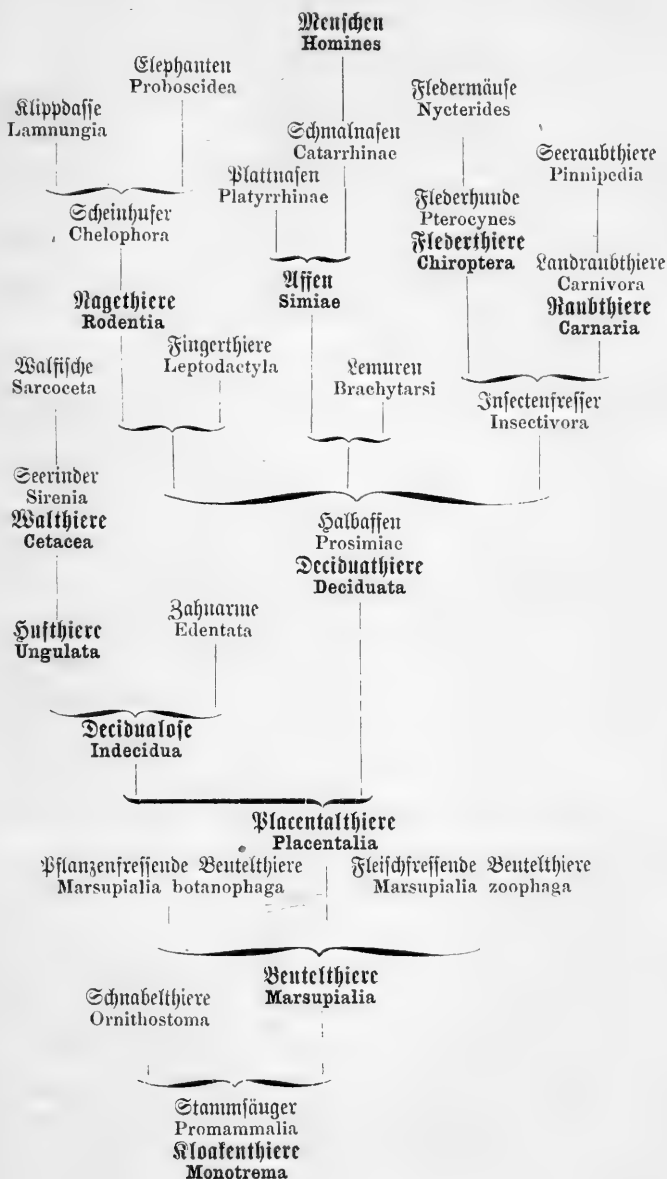 Menschen
Homines
Elephanten
Proboscidea
Fledermäuse
Nycterides
Klippdasse
Lamnungia
Schmalnasen
Catarrhinae
Seeraubthiere
Pinnipedia
Plattnasen
Platyrrhinae
Scheinhufer
Chelophora
Flederhunde
Pterocynes
Flederthiere
Chiroptera
Landraubthiere
Carnivora
Raubthiere
Carnaria
Affen
Simiae
Nagethiere
Rodentia
Fingerthiere
Leptodactyla
Walfische
Sarcoceta
Lemuren
Brachytarsi
Insectenfresser
Insectivora
Seerinder
Sirenia
Walthiere
Cetacea
Halbaffen
Prosimiae
Deciduathiere
Deciduata
Hufthiere
Ungulata
Zahnarme
Edentata
Decidualose
Indecidua
Placentalthiere
Placentalia
Pflanzenfressende Beutelthiere
Marsupialia botanophaga
Fleischfressende Beutelthiere
Marsupialia zoophaga
Beutelthiere
Marsupialia
Schnabelthiere
Ornithostoma
Stammsäuger
Promammalia
Kloakenthiere
Monotrema